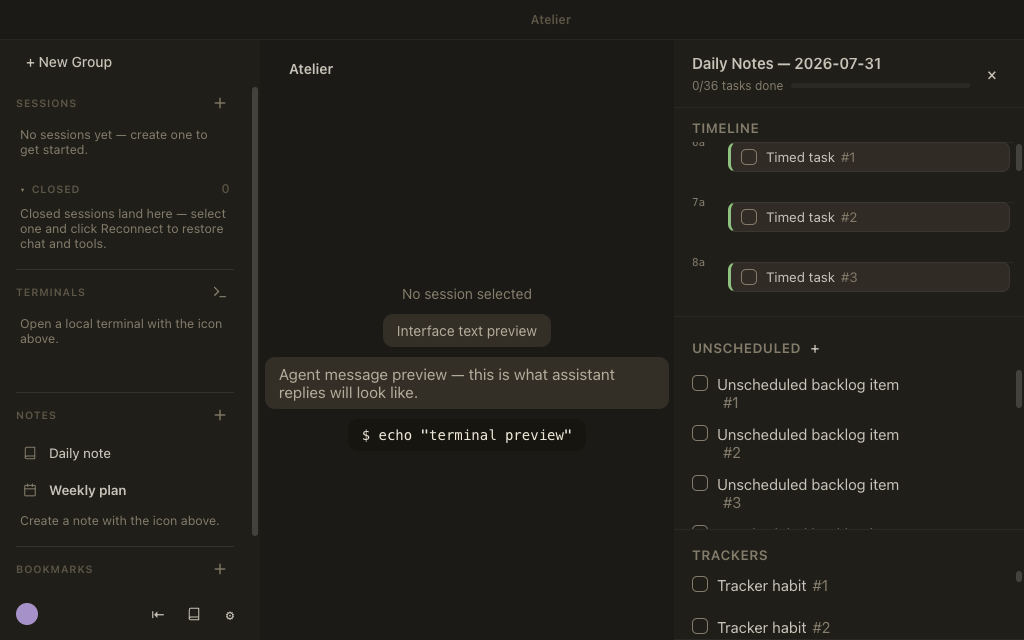 Atelier
+ New Group
SESSIONS
No sessions yet — create one to
get started.
CLOSED
0
Closed sessions land here — select
one and click Reconnect to restore
chat and tools.
TERMINALS
Open a local terminal with the icon
above.
NOTES
Daily note
Weekly plan
Create a note with the icon above.
BOOKMARKS
Atelier
No session selected
Interface text preview
Agent message preview — this is what assistant
replies will look like.
$ echo "terminal preview"
Daily Notes — 2026-07-31
0/36 tasks done
TIMELINE
Timed task #1
7a
Timed task #2
8a
Timed task #3
UNSCHEDULED +
Unscheduled backlog item
#1
Unscheduled backlog item
#2
Unscheduled backlog item
#3
TRACKERS
Tracker habit #1
Tracker habit #2